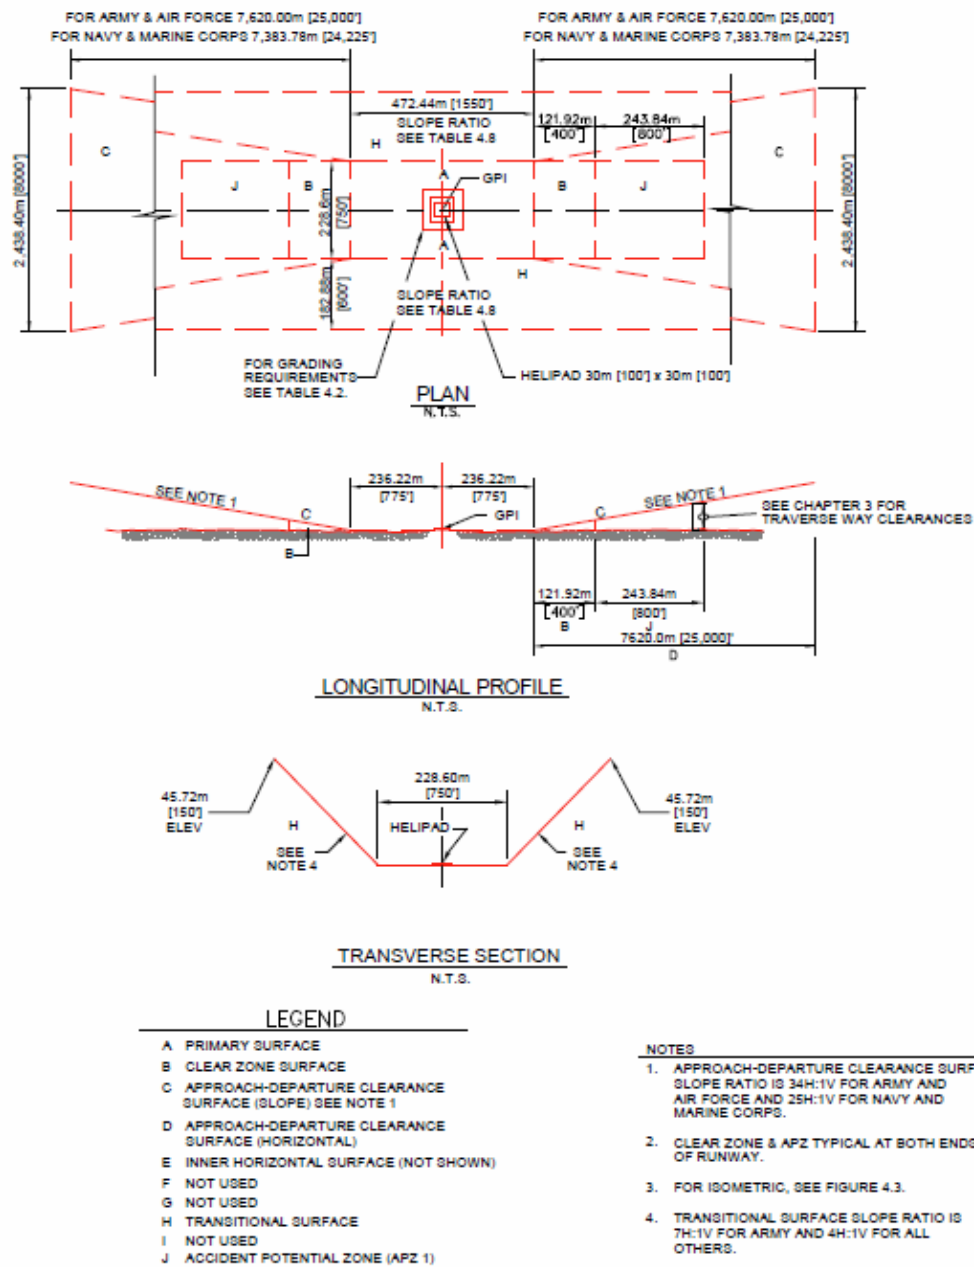 FOR ARMY & AIR FORCE 7,620.00m [25,000']
FOR NAVY & MARINE CORPS 7,383.78m [24,225']
FOR ARMY & AIR FORCE 7,620.00m [25,000']
FOR NAVY & MARINE CORPS 7,383.78m [24,225']
472.44m [1550']
SLOPE RATIO
SEE TABLE 4.8
121.92m
[400']
243.84m
[800']
C
H
C
J
B
A
GPI
B
J
2,438.40m [8000']
228.6m
[750']
2,438.40m [8000']
A
H
182.88m
[600']
SLOPE RATIO
SEE TABLE 4.8
FOR GRADING
REQUIREMENTS
SEE TABLE 4.2.
HELIPAD 30m [100'] x 30m [100']
PLAN
N.T.S.
236.22m
[775']
236.22m
[775']
SEE NOTE 1
SEE NOTE 1
C
GPI
C
SEE CHAPTER 3 FOR
TRAVERSE WAY CLEARANCES
B
121.92m
[400']
B
243.84m
[800']
J
7620.0m [25,000]'
D
LONGITUDINAL PROFILE
N.T.S.
228.60m
[750']
45.72m
[150']
ELEV
45.72m
[150']
ELEV
H
HELIPAD
H
SEE
NOTE 4
SEE
NOTE 4
TRANSVERSE SECTION
N.T.S.
LEGEND
A PRIMARY SURFACE
B CLEAR ZONE SURFACE
C APPROACH-DEPARTURE CLEARANCE
SURFACE (SLOPE) SEE NOTE 1
D APPROACH-DEPARTURE CLEARANCE
SURFACE (HORIZONTAL)
E INNER HORIZONTAL SURFACE (NOT SHOWN)
F NOT USED
G NOT USED
H TRANSITIONAL SURFACE
I NOT USED
J ACCIDENT POTENTIAL ZONE (APZ 1)
NOTES
1. APPROACH-DEPARTURE CLEARANCE SURF
SLOPE RATIO IS 34H:1V FOR ARMY AND
AIR FORCE AND 25H:1V FOR NAVY AND
MARINE CORPS.
2. CLEAR ZONE & APZ TYPICAL AT BOTH ENDS
OF RUNWAY.
3. FOR ISOMETRIC, SEE FIGURE 4.3.
4. TRANSITIONAL SURFACE SLOPE RATIO IS
7H:1V FOR ARMY AND 4H:1V FOR ALL
OTHERS.